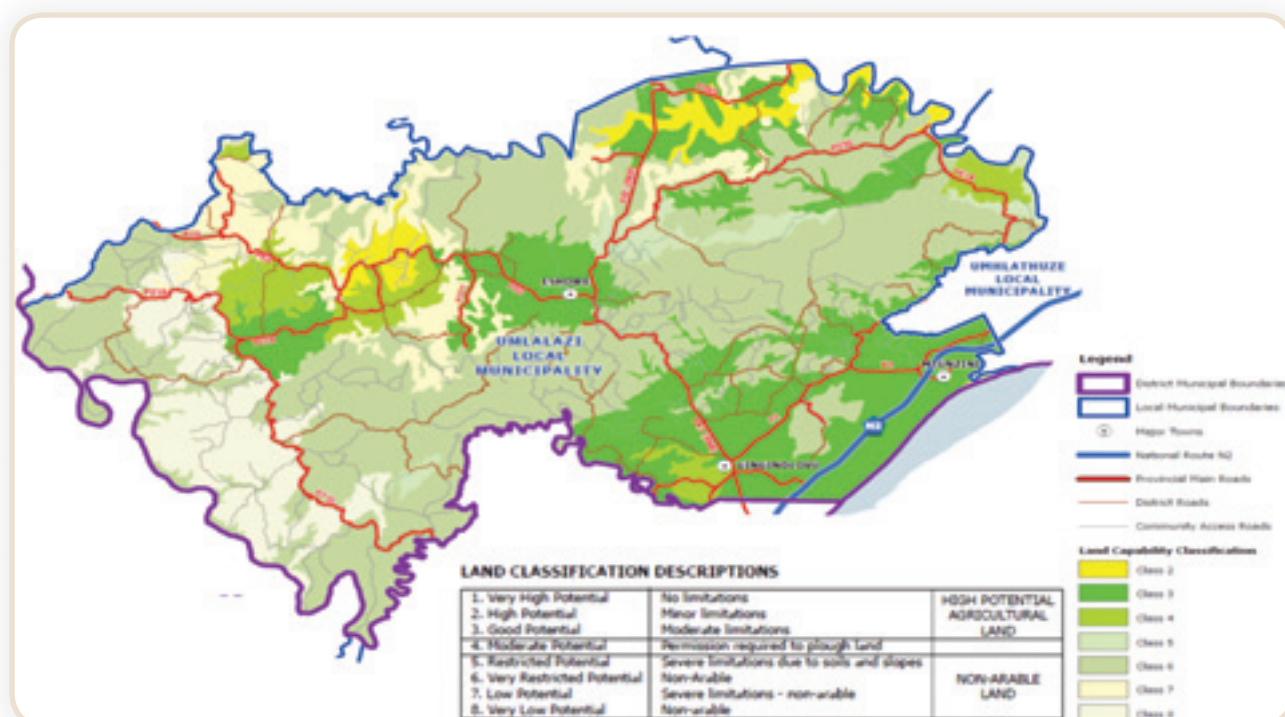 ESHOWE
UMLALAZI
LOCAL
MUNICIPALITY
UMHLATHUZE
LOCAL
MUNICIPALITY
MTUNZINI
N2
GINGINDLOVU
Legend
District Municipal Boundaries
Local Municipal Boundaries
Major Towns
National Route N2
Provincial Main Roads
District Roads
Community Access Roads
Land Capability Classification
Class 2
Class 3
Class 4
Class 5
Class 6
Class 7
Class 8
LAND CLASSIFICATION DESCRIPTIONS
1. Very High Potential No limitations HIGH POTENTIAL
2. High Potential Minor limitations AGRICULTURAL
3. Good Potential Moderate limitations LAND
4. Moderate Potential Permission required to plough land
5. Restricted Potential Severe limitations due to soils and slopes
6. Very Restricted Potential Non-Arable NON-ARABLE
7. Low Potential Severe limitations - non-arable LAND
8. Very Low Potential Non-arable